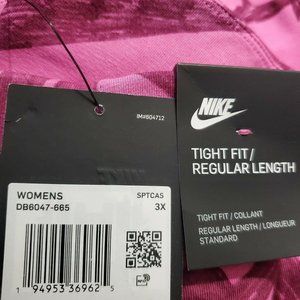 IM#604712
WOMENS
SPTCAS
DB6047-665
3X
1 94953 36962 5
NIKE
TIGHT FIT/
REGULAR LENGTH
TIGHT FIT / COLLANT
REGULAR LENGTH / LONGUEUR
STANDARD